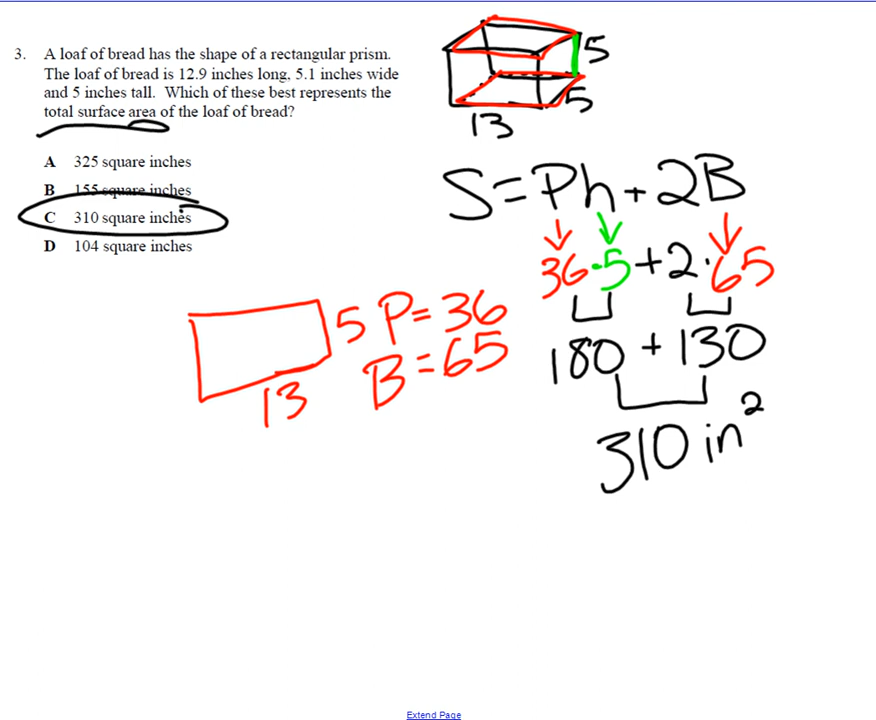 3. A loaf of bread has the shape of a rectangular prism.
The loaf of bread is 12.9 inches long, 5.1 inches wide
and 5 inches tall. Which of these best represents the
total surface area of the loaf of bread?
A 325 square inches
B 155 square inches
C 310 square inches
D 104 square inches
5
5
13
S=Ph+2B
36·5+2·65
180+130
310 in²
5
13
P=36
B=65
Extend Page